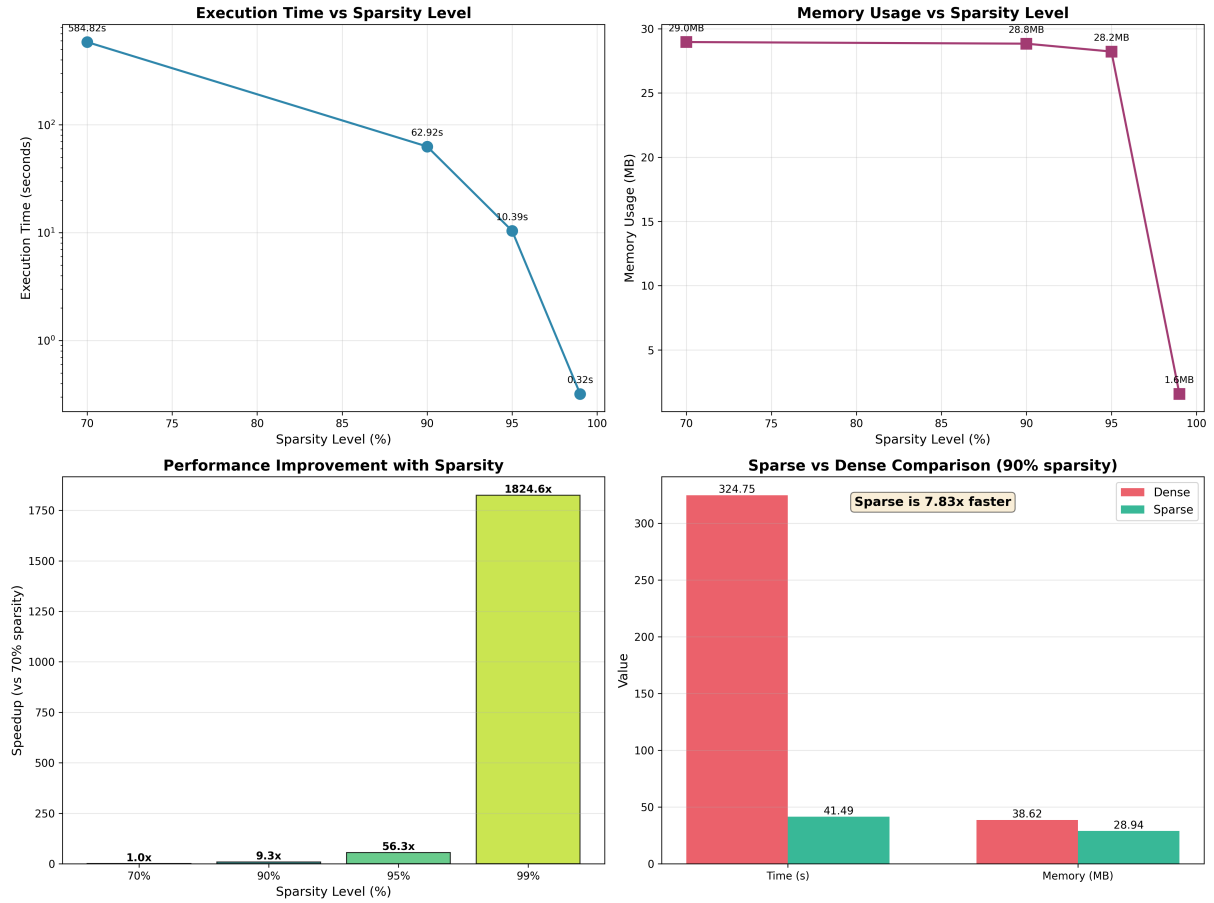 Execution Time vs Sparsity Level
584.82s
62.92s
10.39s
0.32s
10²
10¹
10⁰
Execution Time (seconds)
70 75 80 85 90 95 100
Sparsity Level (%)
Memory Usage vs Sparsity Level
29.0MB
28.8MB
28.2MB
1.6MB
30
25
20
15
10
5
Memory Usage (MB)
70 75 80 85 90 95 100
Sparsity Level (%)
Performance Improvement with Sparsity
1824.6x
56.3x
9.3x
1.0x
1750
1500
1250
1000
750
500
250
0
Speedup (vs 70% sparsity)
70% 90% 95% 99%
Sparsity Level (%)
Sparse vs Dense Comparison (90% sparsity)
324.75
Sparse is 7.83x faster
Dense
Sparse
41.49
38.62
28.94
300
250
200
150
100
50
0
Value
Time (s) Memory (MB)